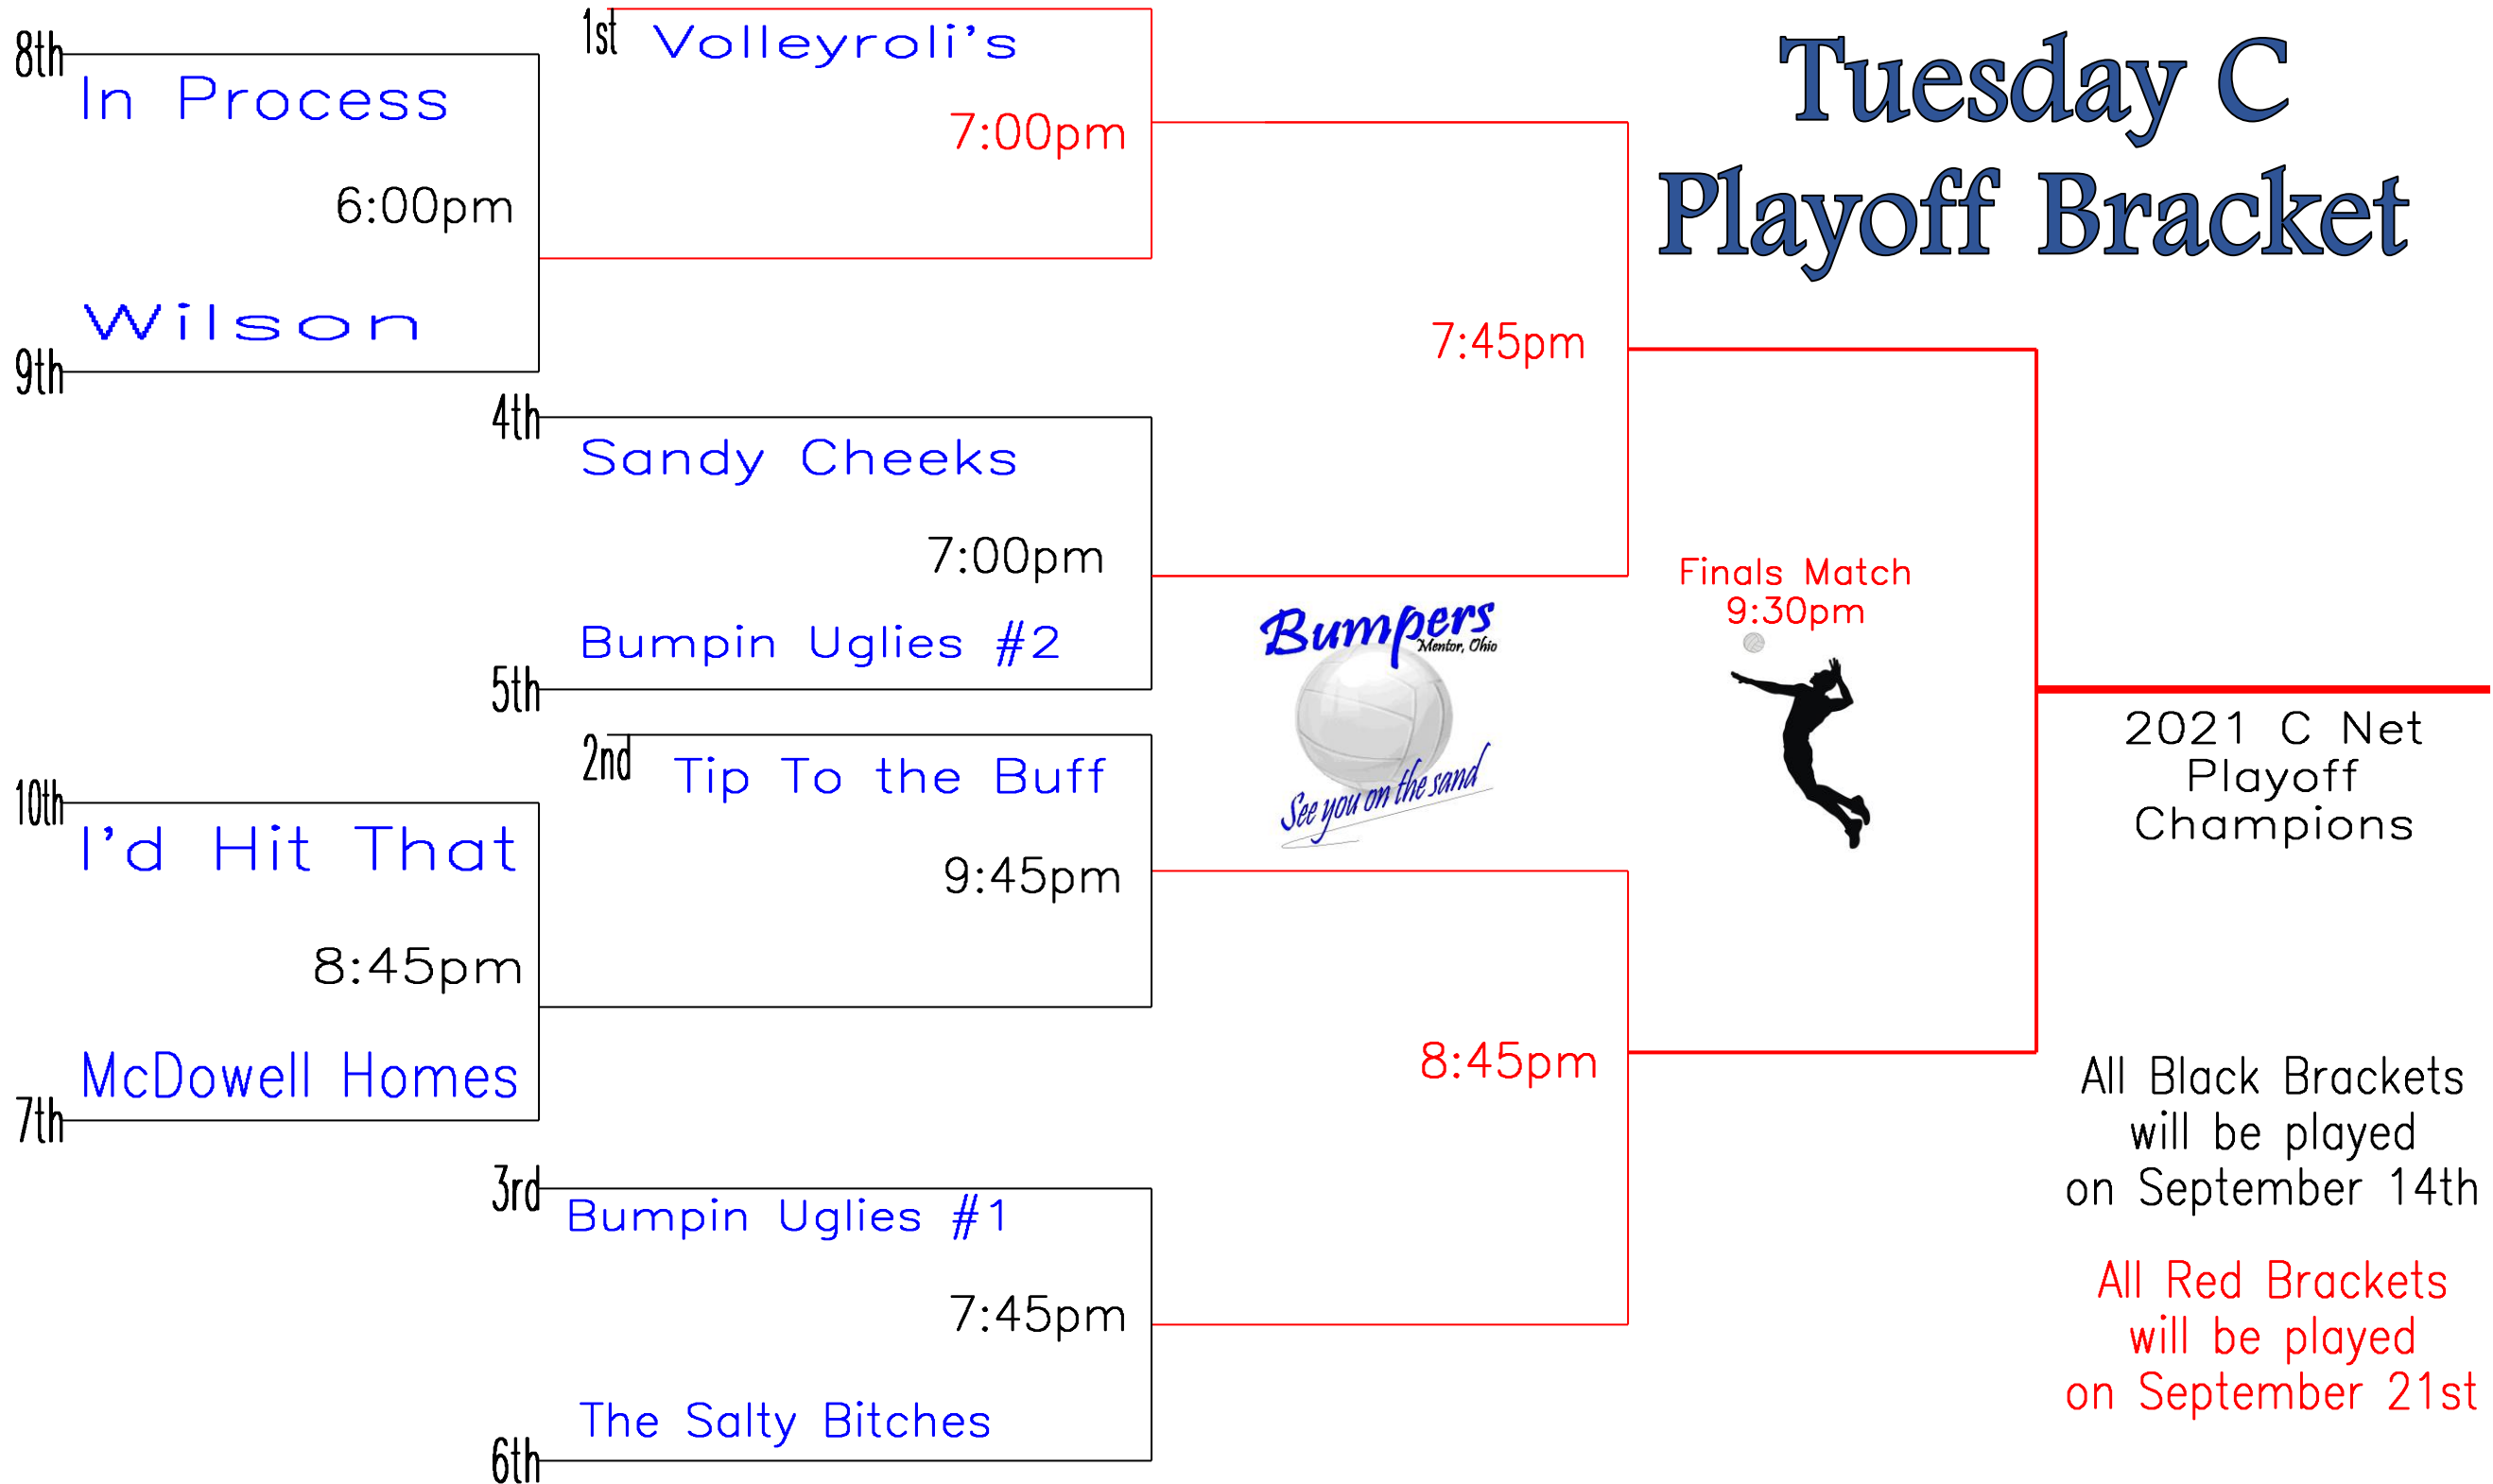 8th
In Process
6:00pm
Wilson
9th
1st
Volleyroli's
7:00pm
4th
Sandy Cheeks
7:00pm
Bumpin Uglies #2
5th
10th
I'd Hit That
8:45pm
McDowell Homes
7th
2nd
Tip To the Buff
9:45pm
3rd
Bumpin Uglies #1
7:45pm
The Salty Bitches
6th
7:45pm
8:45pm
Bumpers
Mentor, Ohio
See you on the sand
Tuesday C
Playoff Bracket
Finals Match
9:30pm
2021 C Net
Playoff
Champions
All Black Brackets
will be played
on September 14th
All Red Brackets
will be played
on September 21st